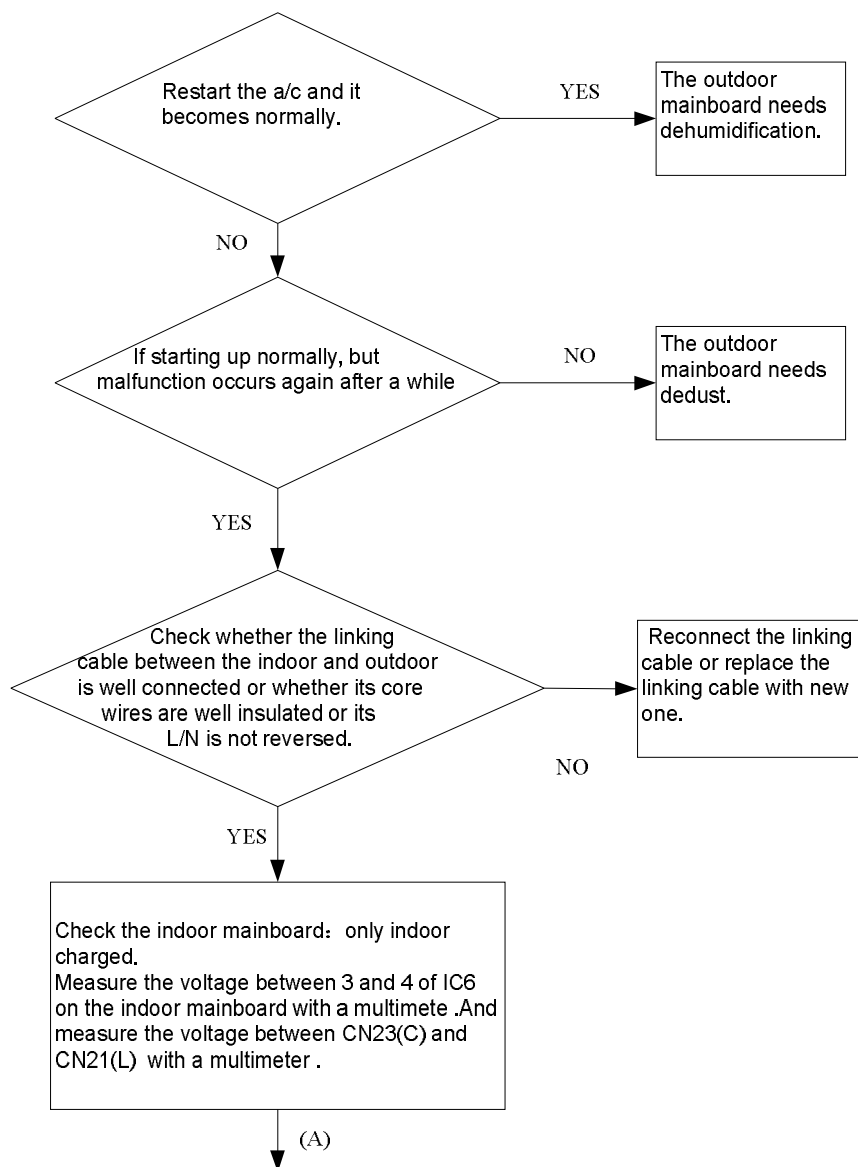 Restart the a/c and it
becomes normally.
YES
The outdoor
mainboard needs
dehumidification.
NO
If starting up normally, but
malfunction occurs again after a while
NO
The outdoor
mainboard needs
dedust.
YES
Check whether the linking
cable between the indoor and outdoor
is well connected or whether its core
wires are well insulated or its
L/N is not reversed.
NO
Reconnect the linking
cable or replace the
linking cable with new
one.
YES
Check the indoor mainboard：only indoor
charged.
Measure the voltage between 3 and 4 of IC6
on the indoor mainboard with a multimete .And
measure the voltage between CN23(C) and
CN21(L) with a multimeter .
(A)